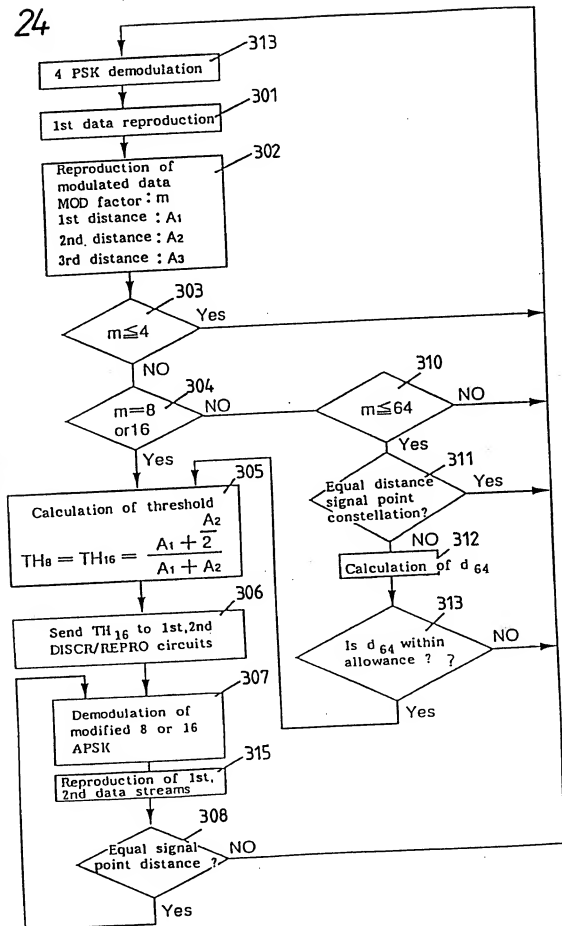 24
313
4 PSK demodulation
301
1st data reproduction
302
Reproduction of
modulated data
MOD factor : m
1st distance : A1
2nd. distance : A2
3rd distance : A3
303
Yes
m≦4
NO
304
310
m=8
or16
NO
m≦64
NO
Yes
Yes
305
311
Calculation of threshold
TH8 = TH16 = (A1 + A2/2) / (A1 + A2)
Equal distance
signal point
constellation?
Yes
NO
312
Calculation of d64
306
313
Send TH16 to 1st,2nd
DISCR/REPRO circuits
Is d64 within
allowance ? ?
NO
307
Yes
Demodulation of
modified 8 or 16
APSK
315
Reproduction of 1st,
2nd data streams
308
Equal signal
point distance ?
NO
Yes